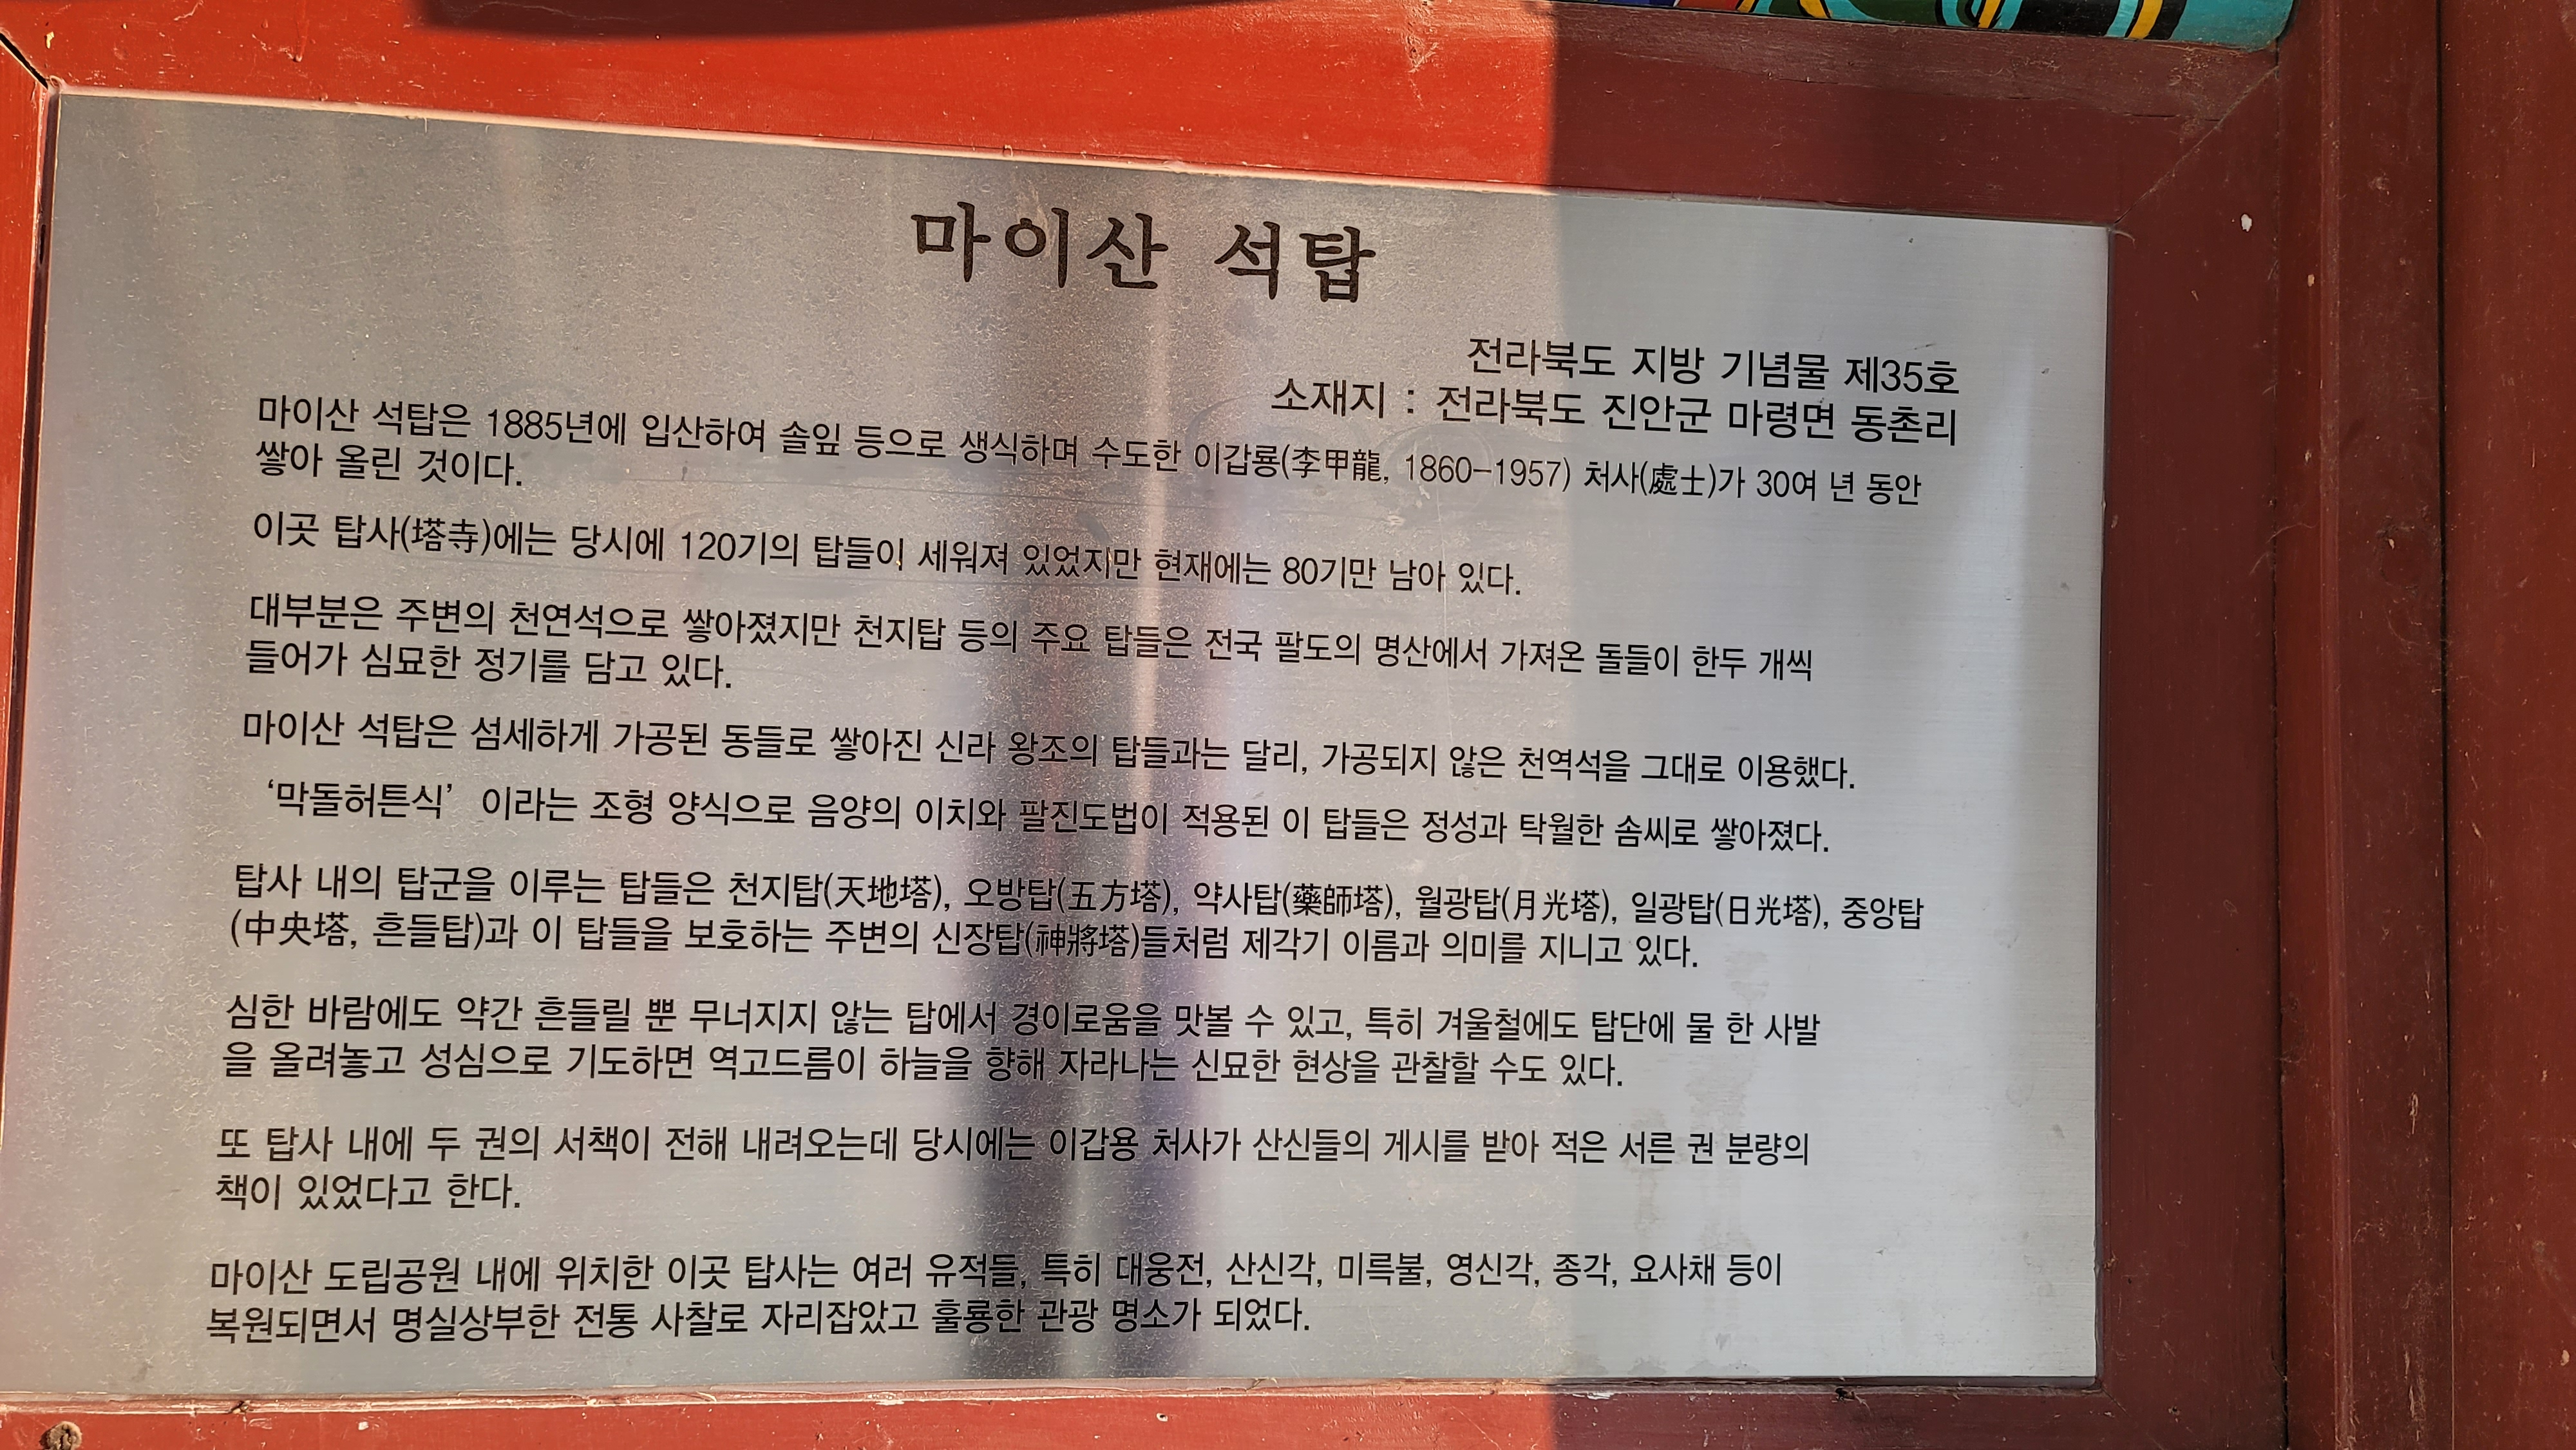 마이산 석탑
전라북도 지방 기념물 제35호
소재지 : 전라북도 진안군 마령면 동촌리
마이산 석탑은 1885년에 입산하여 솔잎 등으로 생식하며 수도한 이갑룡(李甲龍, 1860-1957) 처사(處士)가 30여 년 동안
쌓아 올린 것이다.
이곳 탑사(塔寺)에는 당시에 120기의 탑들이 세워져 있었지만 현재에는 80기만 남아 있다.
대부분은 주변의 천연석으로 쌓아졌지만 천지탑 등의 주요 탑들은 전국 팔도의 명산에서 가져온 돌들이 한두 개씩
들어가 심묘한 정기를 담고 있다.
마이산 석탑은 섬세하게 가공된 동들로 쌓아진 신라 왕조의 탑들과는 달리, 가공되지 않은 천역석을 그대로 이용했다.
‘막돌허튼식’ 이라는 조형 양식으로 음양의 이치와 팔진도법이 적용된 이 탑들은 정성과 탁월한 솜씨로 쌓아졌다.
탑사 내의 탑군을 이루는 탑들은 천지탑(天地塔), 오방탑(五方塔), 약사탑(藥師塔), 월광탑(月光塔), 일광탑(日光塔), 중앙탑
(中央塔, 흔들탑)과 이 탑들을 보호하는 주변의 신장탑(神將塔)들처럼 제각기 이름과 의미를 지니고 있다.
심한 바람에도 약간 흔들릴 뿐 무너지지 않는 탑에서 경이로움을 맛볼 수 있고, 특히 겨울철에도 탑단에 물 한 사발
을 올려놓고 성심으로 기도하면 역고드름이 하늘을 향해 자라나는 신묘한 현상을 관찰할 수도 있다.
또 탑사 내에 두 권의 서책이 전해 내려오는데 당시에는 이갑용 처사가 산신들의 게시를 받아 적은 서른 권 분량의
책이 있었다고 한다.
마이산 도립공원 내에 위치한 이곳 탑사는 여러 유적들, 특히 대웅전, 산신각, 미륵불, 영신각, 종각, 요사채 등이
복원되면서 명실상부한 전통 사찰로 자리잡았고 훌륭한 관광 명소가 되었다.